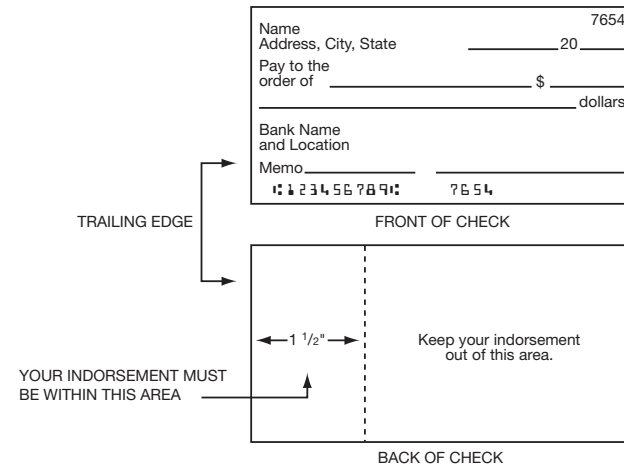 7654
Name
Address, City, State 20
Pay to the
order of $
dollars
Bank Name
and Location
Memo
⑆123456789⑆ 7654
TRAILING EDGE
FRONT OF CHECK
1 1/2"
Keep your indorsement
out of this area.
YOUR INDORSEMENT MUST
BE WITHIN THIS AREA
BACK OF CHECK